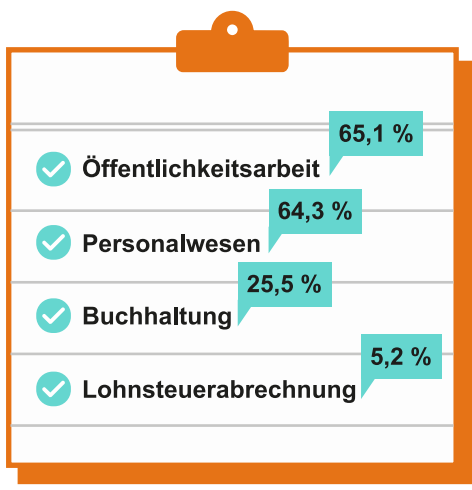 65,1 %
Öffentlichkeitsarbeit
64,3 %
Personalwesen
25,5 %
Buchhaltung
5,2 %
Lohnsteuerabrechnung